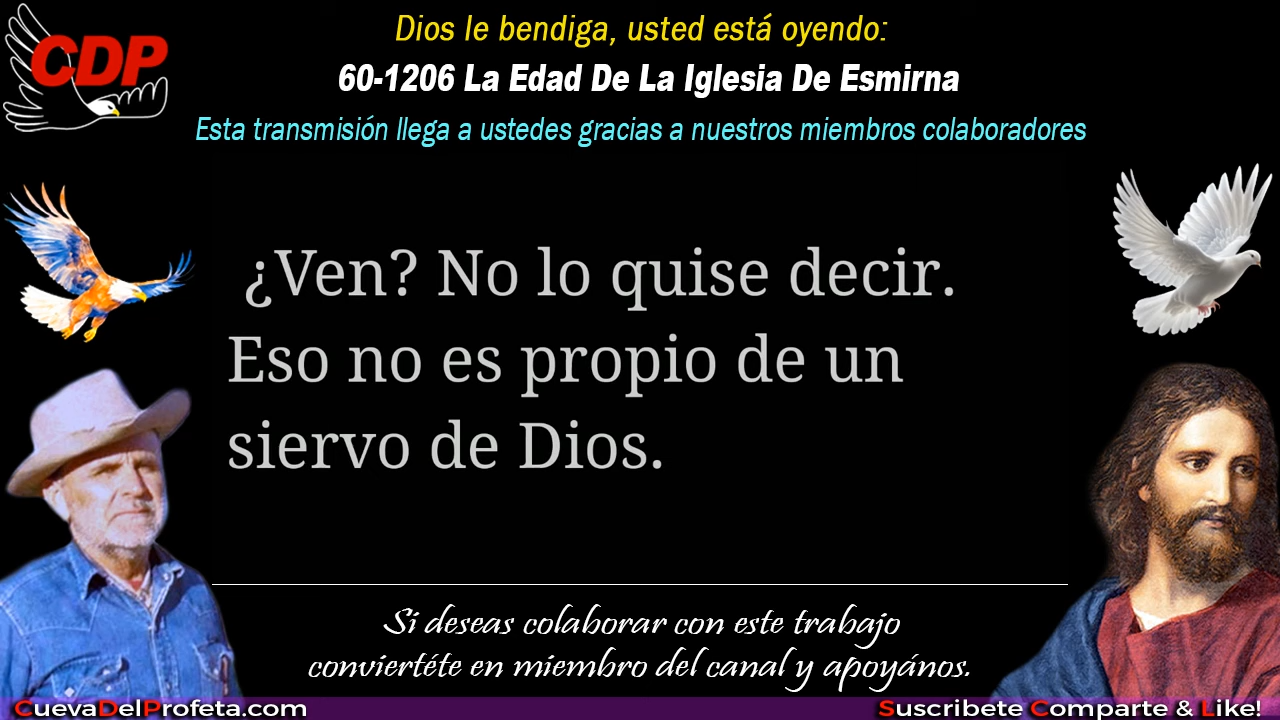 CDP
Dios le bendiga, usted está oyendo:
60-1206 La Edad De La Iglesia De Esmirna
Esta transmisión llega a ustedes gracias a nuestros miembros colaboradores
¿Ven? No lo quise decir.
Eso no es propio de un
siervo de Dios.
Si deseas colaborar con este trabajo
conviertéte en miembro del canal y apoyános.
CuevaDelProfeta.com
Suscribete Comparte & Like!